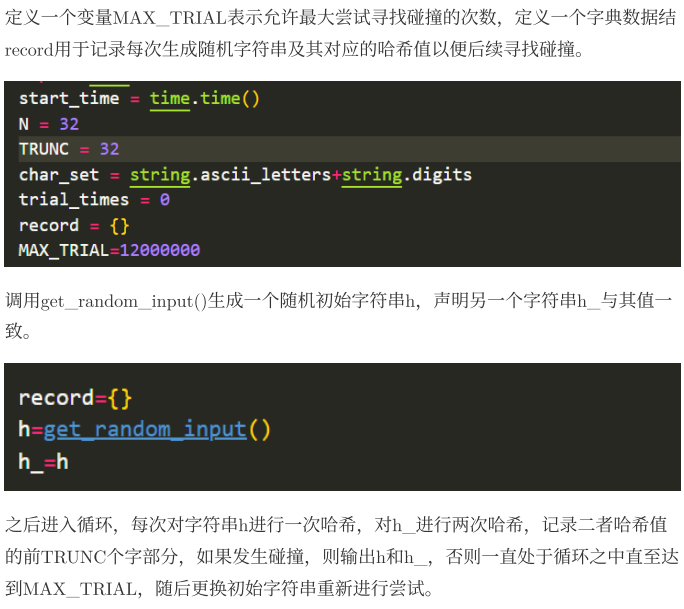 定义一个变量MAX_TRIAL表示允许最大尝试寻找碰撞的次数，定义一个字典数据结
record用于记录每次生成随机字符串及其对应的哈希值以便后续寻找碰撞。
start_time = time.time()
N = 32
TRUNC = 32
char_set = string.ascii_letters+string.digits
trial_times = 0
record = {}
MAX_TRIAL=12000000
调用get_random_input()生成一个随机初始字符串h，声明另一个字符串h_与其值一
致。
record={}
h=get_random_input()
h_=h
之后进入循环，每次对字符串h进行一次哈希，对h_进行两次哈希，记录二者哈希值
的前TRUNC个字部分，如果发生碰撞，则输出h和h_，否则一直处于循环之中直至达
到MAX_TRIAL，随后更换初始字符串重新进行尝试。